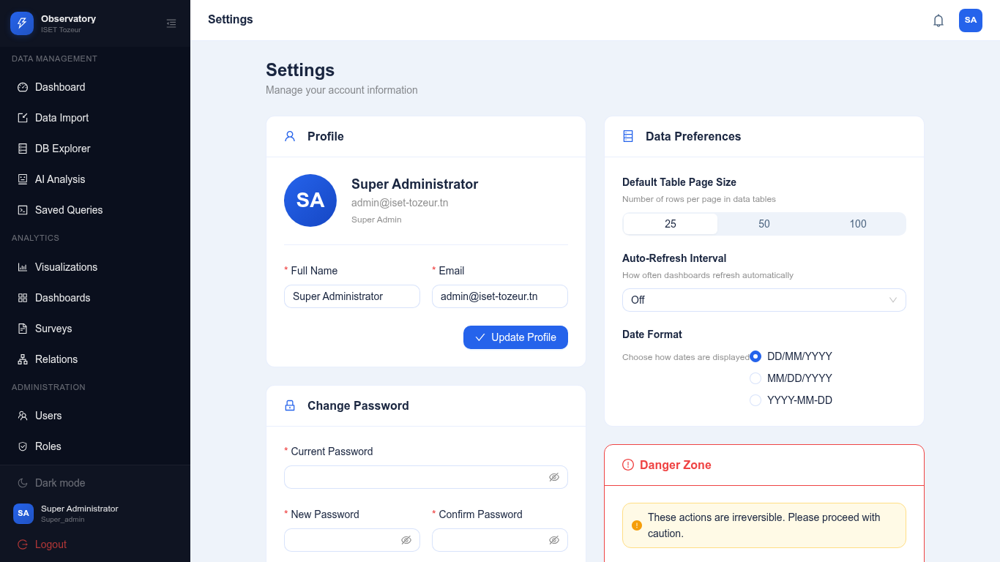 Observatory
ISET Tozeur
DATA MANAGEMENT
Dashboard
Data Import
DB Explorer
AI Analysis
Saved Queries
ANALYTICS
Visualizations
Dashboards
Surveys
Relations
ADMINISTRATION
Users
Roles
Dark mode
SA
Super Administrator
Super_admin
Logout
Settings
SA
Settings
Manage your account information
Profile
SA
Super Administrator
admin@iset-tozeur.tn
Super Admin
* Full Name
* Email
Super Administrator
admin@iset-tozeur.tn
Update Profile
Change Password
* Current Password
* New Password
* Confirm Password
Data Preferences
Default Table Page Size
Number of rows per page in data tables
25 50 100
Auto-Refresh Interval
How often dashboards refresh automatically
Off
Date Format
Choose how dates are displayed
DD/MM/YYYY
MM/DD/YYYY
YYYY-MM-DD
Danger Zone
These actions are irreversible. Please proceed with
caution.